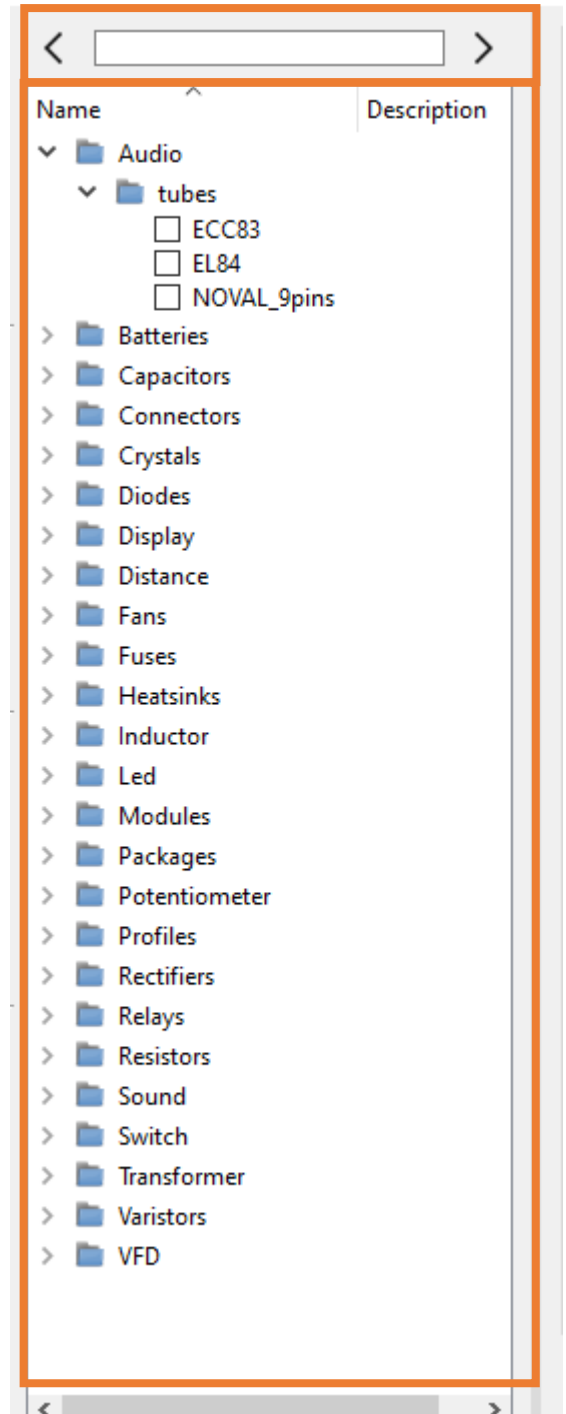 Name Description
Audio
tubes
ECC83
EL84
NOVAL_9pins
Batteries
Capacitors
Connectors
Crystals
Diodes
Display
Distance
Fans
Fuses
Heatsinks
Inductor
Led
Modules
Packages
Potentiometer
Profiles
Rectifiers
Relays
Resistors
Sound
Switch
Transformer
Varistors
VFD